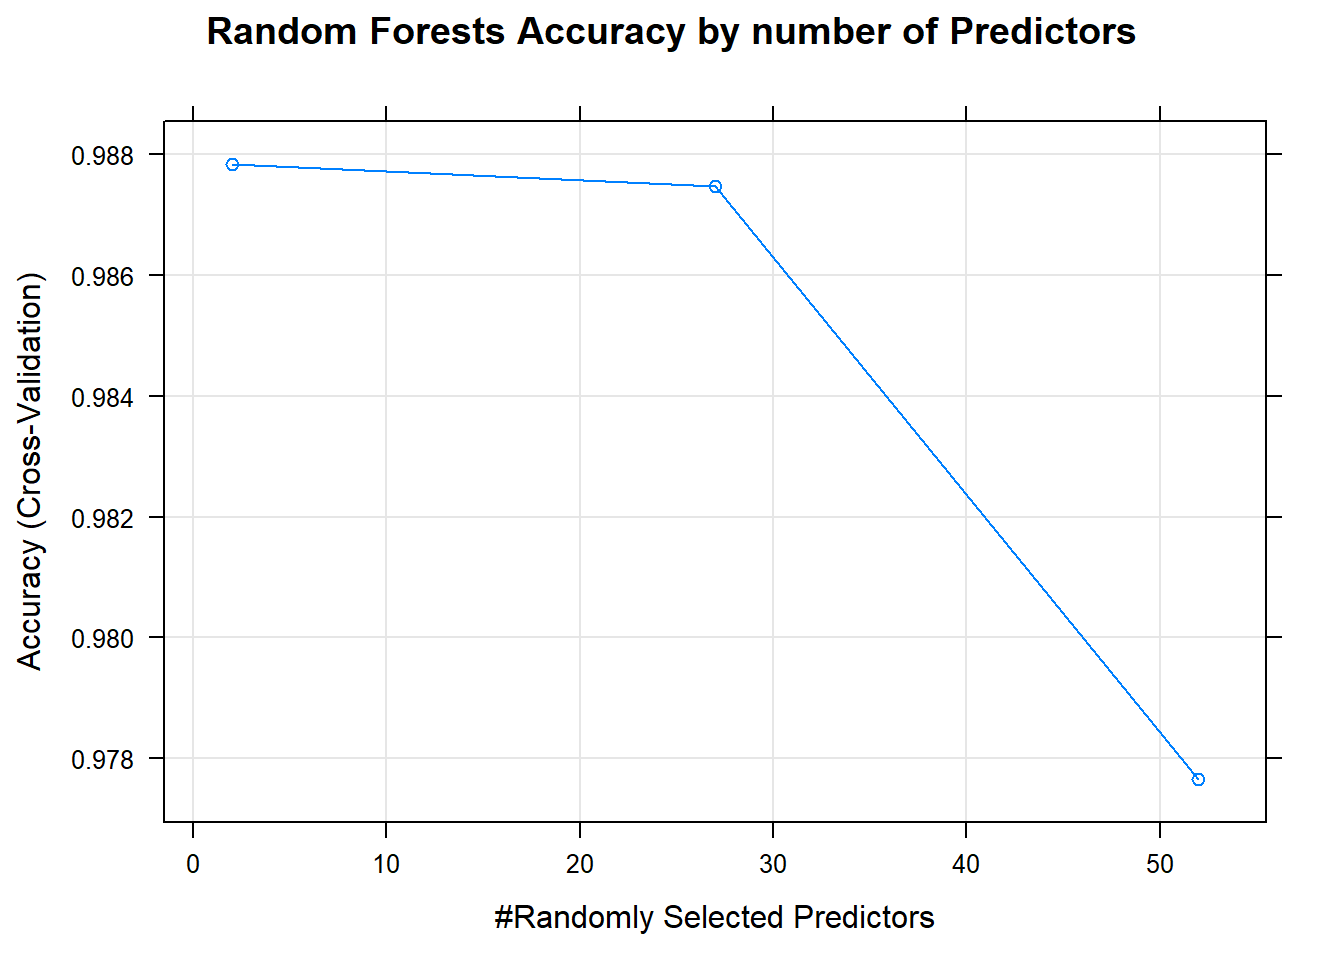 Random Forests Accuracy by number of Predictors
0.988
0.986
0.984
0.982
0.980
0.978
Accuracy (Cross-Validation)
0 10 20 30 40 50
#Randomly Selected Predictors